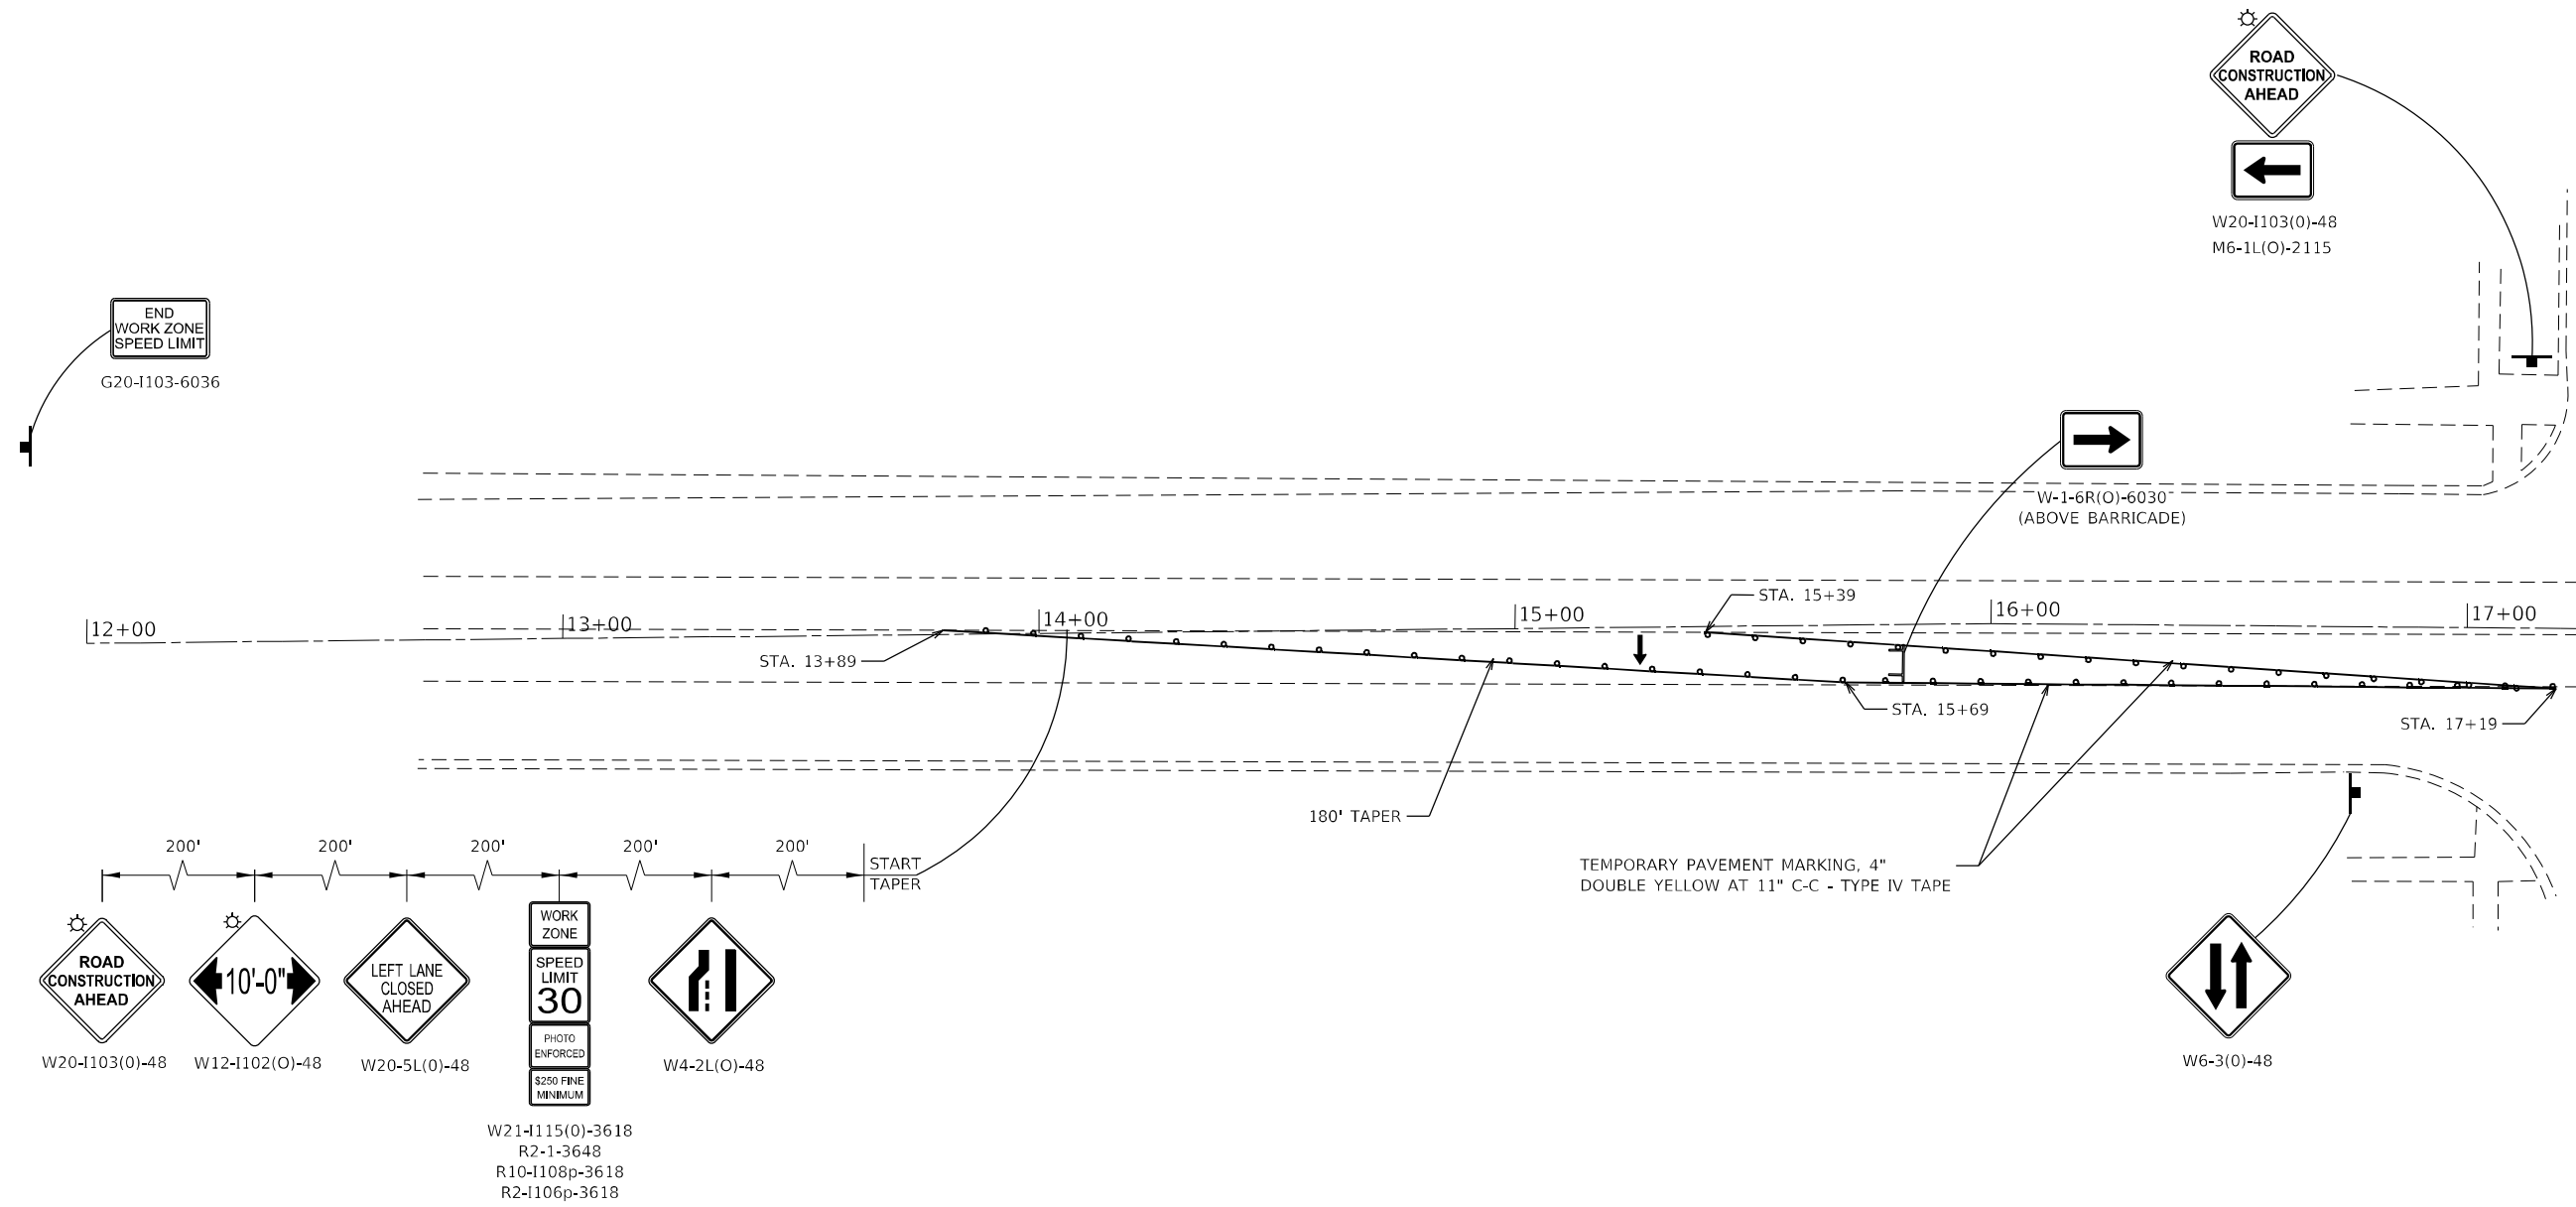 ROAD
CONSTRUCTION
AHEAD
W20-I103(0)-48
M6-1L(O)-2115
END
WORK ZONE
SPEED LIMIT
G20-I103-6036
W-1-6R(O)-6030
(ABOVE BARRICADE)
12+00
13+00
14+00
15+00
16+00
17+00
STA. 15+39
STA. 13+89
STA. 15+69
STA. 17+19
180' TAPER
TEMPORARY PAVEMENT MARKING, 4"
DOUBLE YELLOW AT 11" C-C - TYPE IV TAPE
200'
200'
200'
200'
200'
START
TAPER
ROAD
CONSTRUCTION
AHEAD
W20-I103(0)-48
10'-0"
W12-I102(O)-48
LEFT LANE
CLOSED
AHEAD
W20-5L(0)-48
WORK
ZONE
SPEED
LIMIT
30
PHOTO
ENFORCED
$250 FINE
MINIMUM
W21-I115(0)-3618
R2-1-3648
R10-I108p-3618
R2-I106p-3618
W4-2L(O)-48
W6-3(0)-48